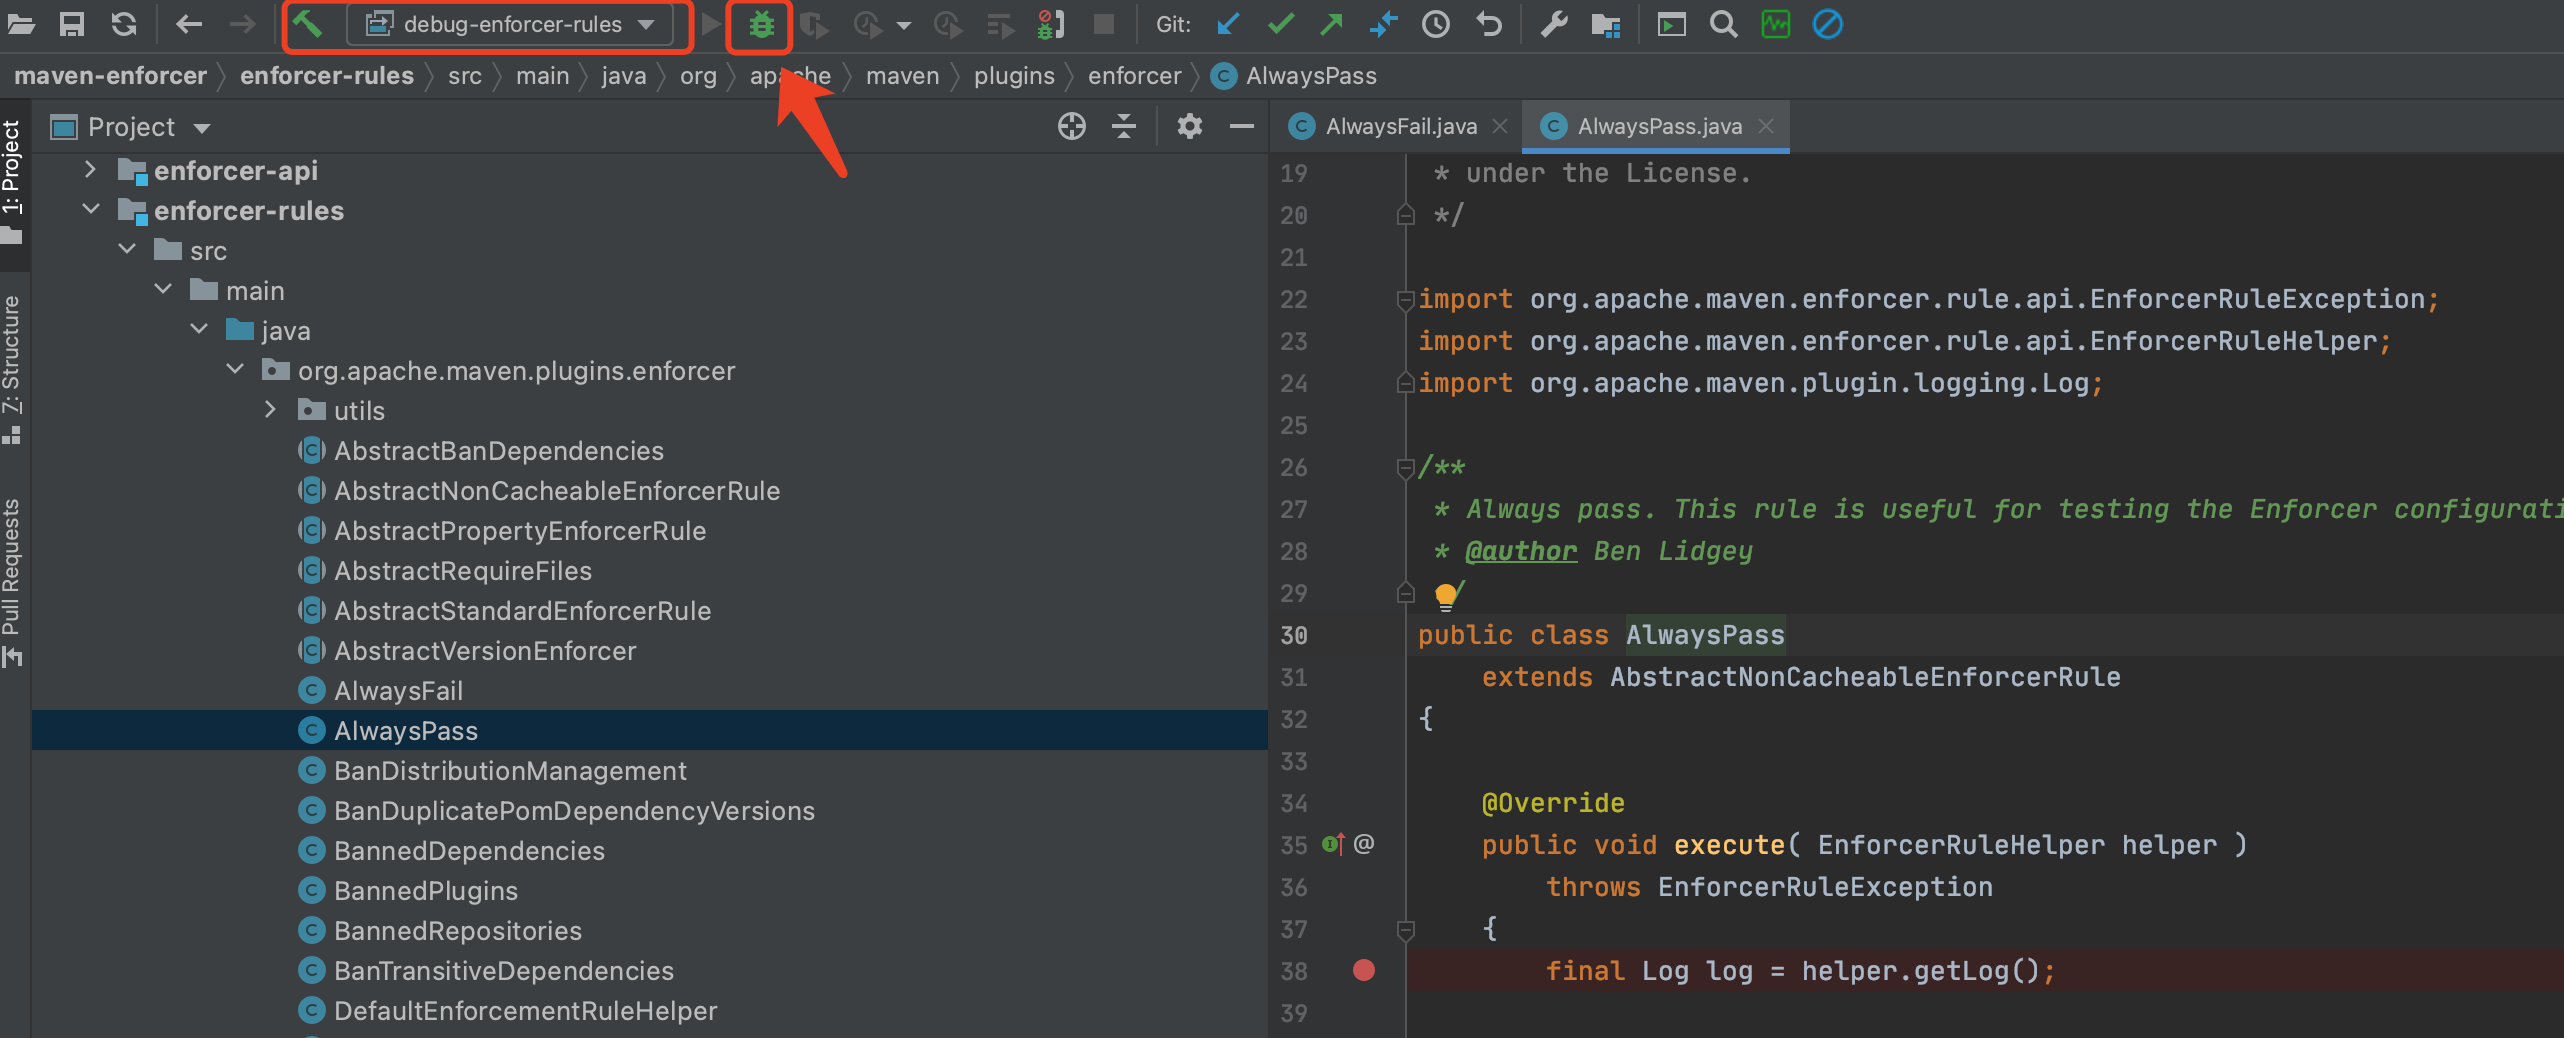 debug-enforcer-rules
Git:
maven-enforcer enforcer-rules src main java org apache maven plugins enforcer C AlwaysPass
1: Project
7: Structure
Pull Requests
Project
enforcer-api
enforcer-rules
src
main
java
org.apache.maven.plugins.enforcer
utils
C AbstractBanDependencies
C AbstractNonCacheableEnforcerRule
C AbstractPropertyEnforcerRule
C AbstractRequireFiles
C AbstractStandardEnforcerRule
C AbstractVersionEnforcer
C AlwaysFail
C AlwaysPass
C BanDistributionManagement
C BanDuplicatePomDependencyVersions
C BannedDependencies
C BannedPlugins
C BannedRepositories
C BanTransitiveDependencies
C DefaultEnforcementRuleHelper
C AlwaysFail.java C AlwaysPass.java
19 * under the License.
20 */
21
22 import org.apache.maven.enforcer.rule.api.EnforcerRuleException;
23 import org.apache.maven.enforcer.rule.api.EnforcerRuleHelper;
24 import org.apache.maven.plugin.logging.Log;
25
26 /**
27 * Always pass. This rule is useful for testing the Enforcer configurati
28 * @author Ben Lidgey
29 /
30 public class AlwaysPass
31 extends AbstractNonCacheableEnforcerRule
32 {
33
34 @Override
35 @ public void execute( EnforcerRuleHelper helper )
36 throws EnforcerRuleException
37 {
38 final Log log = helper.getLog();
39